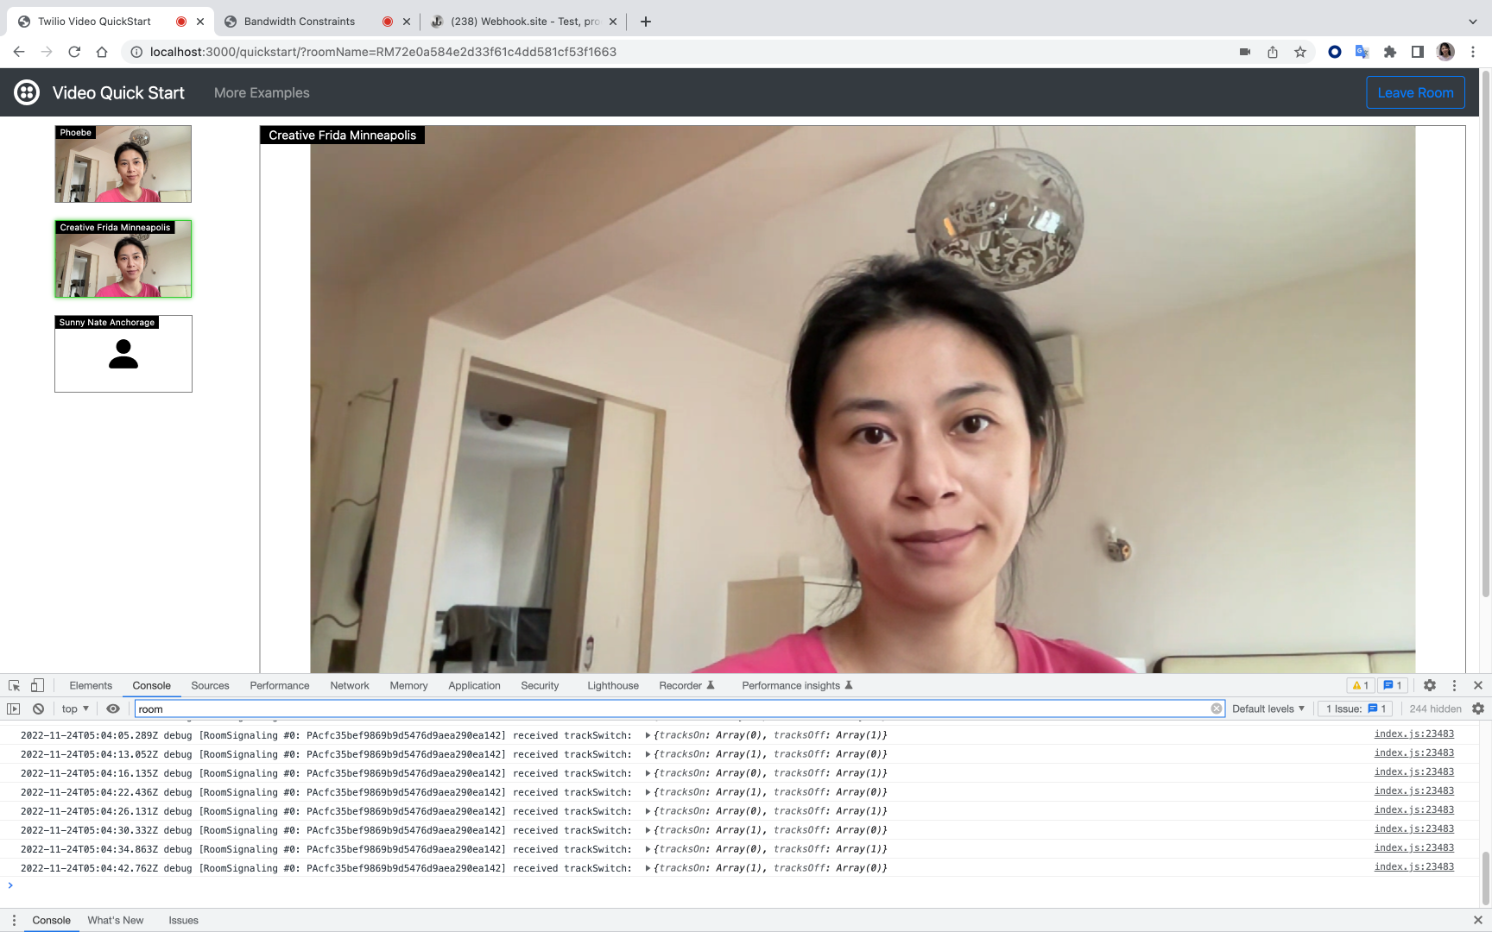 Twilio Video QuickStart
Bandwidth Constraints
(238) Webhook.site - Test, pro
localhost:3000/quickstart/?roomName=RM72e0a584e2d33f61c4dd581cf53f1663
Video Quick Start
More Examples
Leave Room
Phoebe
Creative Frida Minneapolis
Sunny Nate Anchorage
Creative Frida Minneapolis
Elements Console Sources Performance Network Memory Application Security Lighthouse Recorder Performance insights 1 1
top room Default levels 1 Issue: 1 244 hidden
2022-11-24T05:04:05.289Z debug [RoomSignaling #0: PAcfc35bef9869b9d5476d9aea290ea142] received trackSwitch: {tracksOn: Array(0), tracksOff: Array(1)} index.js:23483
2022-11-24T05:04:13.052Z debug [RoomSignaling #0: PAcfc35bef9869b9d5476d9aea290ea142] received trackSwitch: {tracksOn: Array(1), tracksOff: Array(0)} index.js:23483
2022-11-24T05:04:16.135Z debug [RoomSignaling #0: PAcfc35bef9869b9d5476d9aea290ea142] received trackSwitch: {tracksOn: Array(0), tracksOff: Array(1)} index.js:23483
2022-11-24T05:04:22.436Z debug [RoomSignaling #0: PAcfc35bef9869b9d5476d9aea290ea142] received trackSwitch: {tracksOn: Array(1), tracksOff: Array(0)} index.js:23483
2022-11-24T05:04:26.131Z debug [RoomSignaling #0: PAcfc35bef9869b9d5476d9aea290ea142] received trackSwitch: {tracksOn: Array(0), tracksOff: Array(1)} index.js:23483
2022-11-24T05:04:30.332Z debug [RoomSignaling #0: PAcfc35bef9869b9d5476d9aea290ea142] received trackSwitch: {tracksOn: Array(1), tracksOff: Array(0)} index.js:23483
2022-11-24T05:04:34.863Z debug [RoomSignaling #0: PAcfc35bef9869b9d5476d9aea290ea142] received trackSwitch: {tracksOn: Array(0), tracksOff: Array(1)} index.js:23483
2022-11-24T05:04:42.762Z debug [RoomSignaling #0: PAcfc35bef9869b9d5476d9aea290ea142] received trackSwitch: {tracksOn: Array(1), tracksOff: Array(0)} index.js:23483
Console What's New Issues